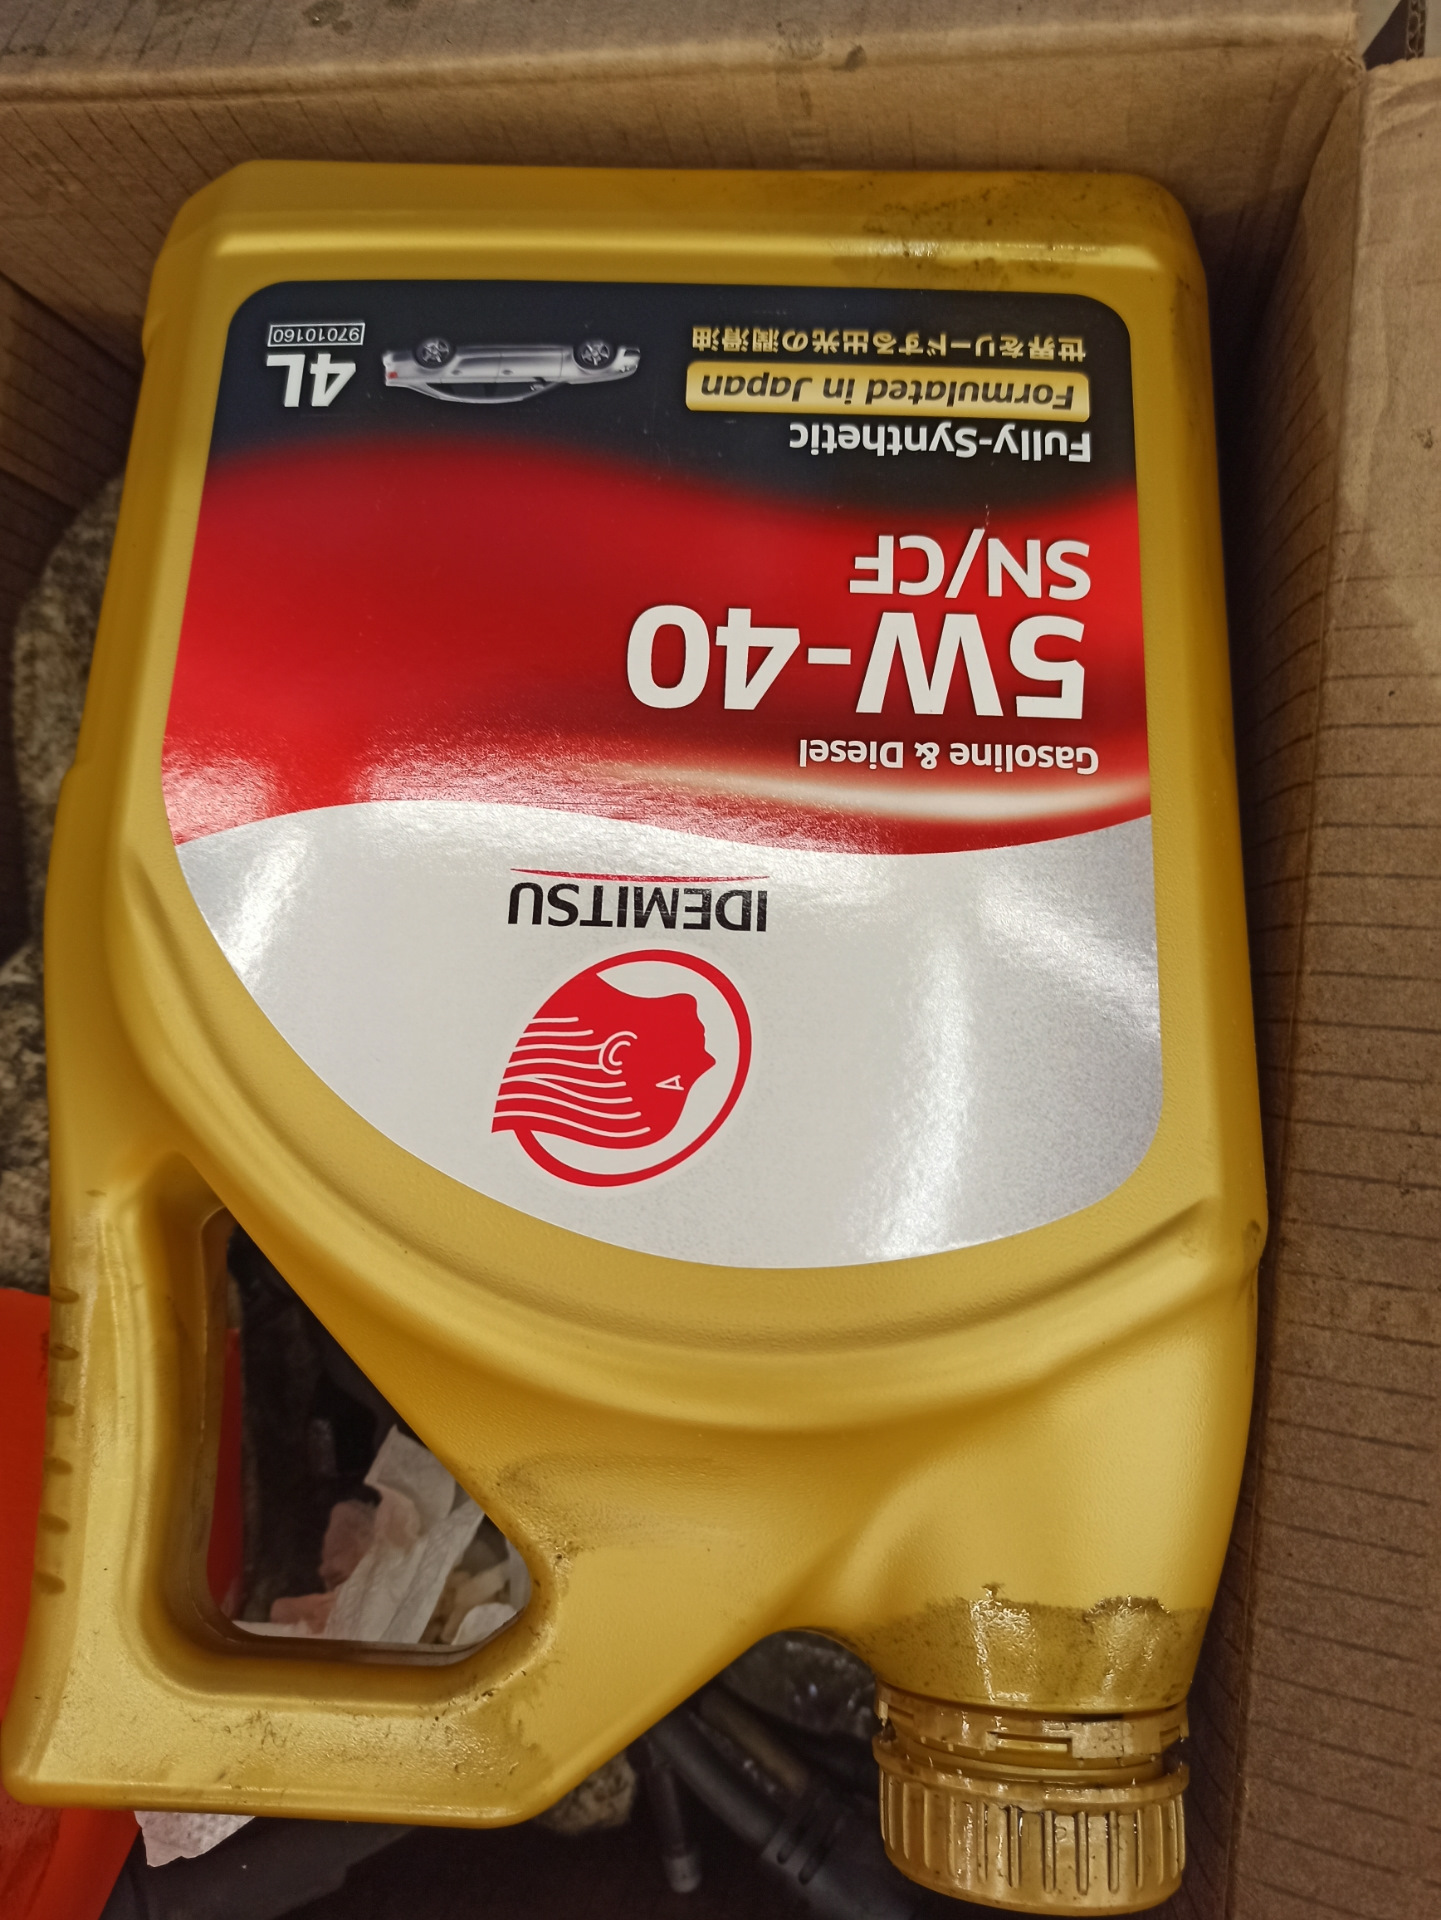 IDEMITSU
Gasoline & Diesel
5W-40
SN/CF
Fully-Synthetic
Formulated in Japan
世界をリードする出光の潤滑油
4L
97010160